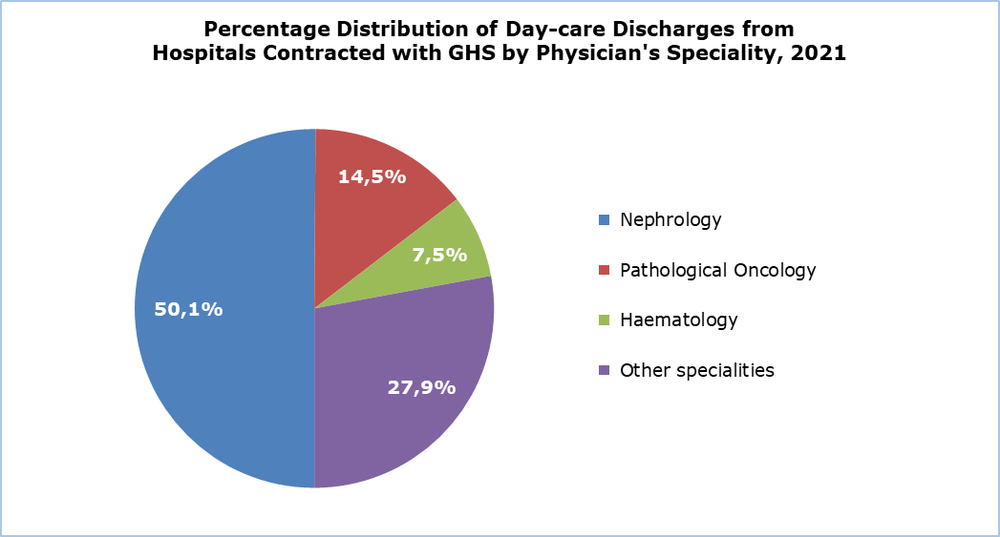 Percentage Distribution of Day-care Discharges from
Hospitals Contracted with GHS by Physician's Speciality, 2021
14,5%
7,5%
50,1%
27,9%
Nephrology
Pathological Oncology
Haematology
Other specialities